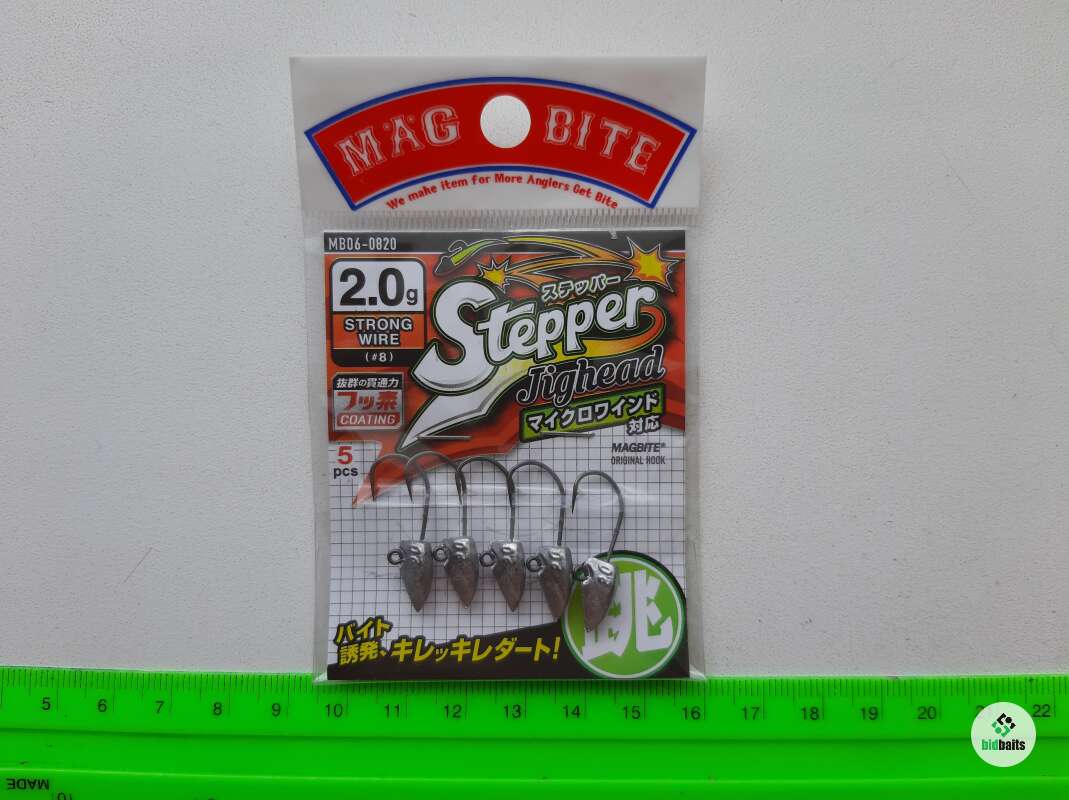 MÄG BITE
We make item for More Anglers Get Bite
MB06-0820
2.0g
STRONG
WIRE
(#8)
ステッパー
Stepper
Jighead
マイクロワインド
対応
抜群の貫通力
フッ素
COATING
5
pcs
MAGBITE®
ORIGINAL HOOK
バイト
誘発、キレッキレダート!
跳
5 6 7 8 9 10 11 12 13 14 15 16 17 18 19 20 22
bidbaits
MADE
10